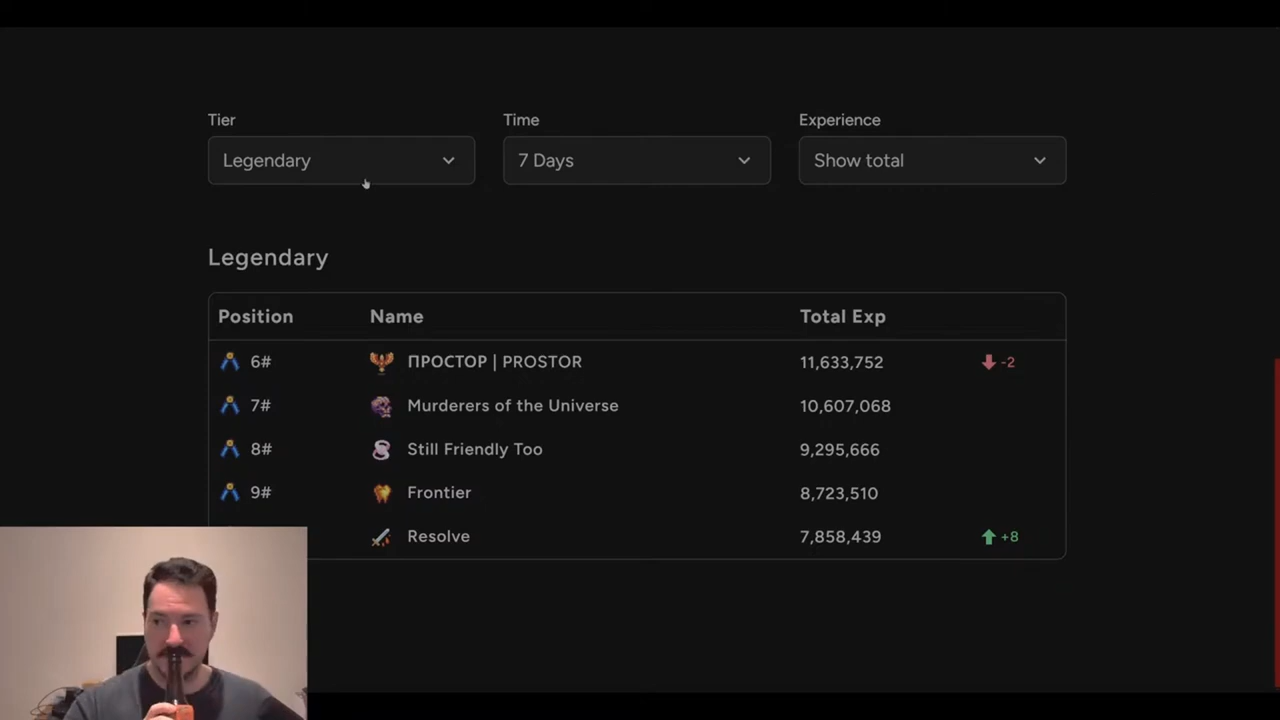 Tier
Time
Experience
Legendary
7 Days
Show total
Legendary
Position Name Total Exp
6# ПРОСТОР | PROSTOR 11,633,752 -2
7# Murderers of the Universe 10,607,068
8# Still Friendly Too 9,295,666
9# Frontier 8,723,510
Resolve 7,858,439 +8